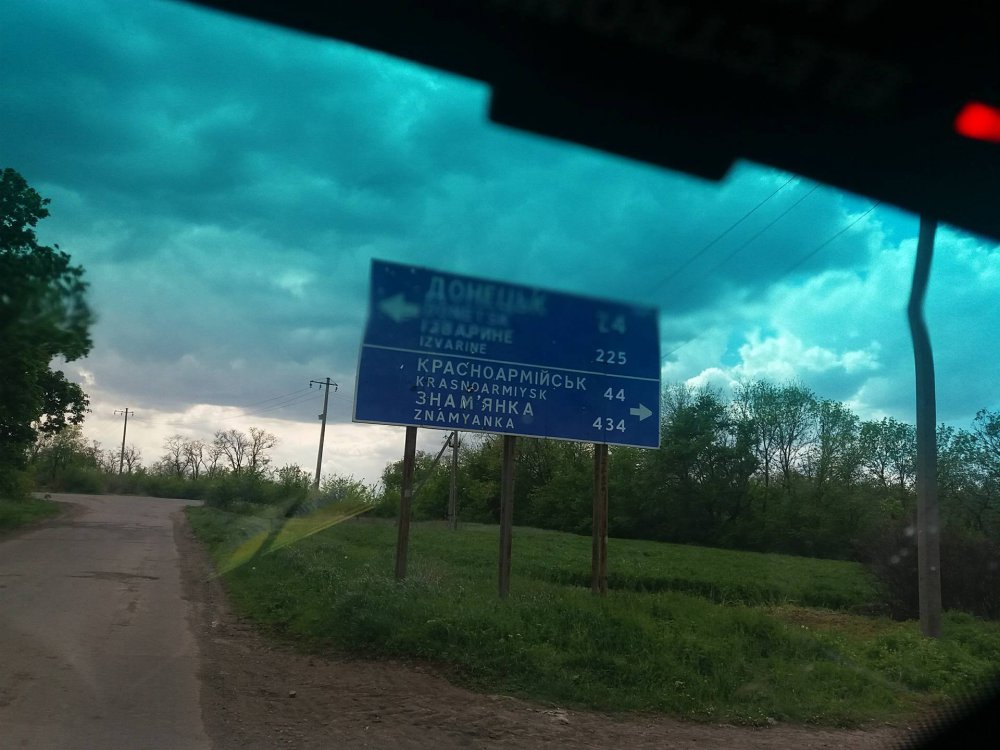 ДОНЕЦЬК 24
DONETSK
ІЗВАРИНЕ
IZVARINE 225
КРАСНОАРМІЙСЬК
KRASNOARMIYSK 44
ЗНАМ'ЯНКА
ZNAMYANKA 434